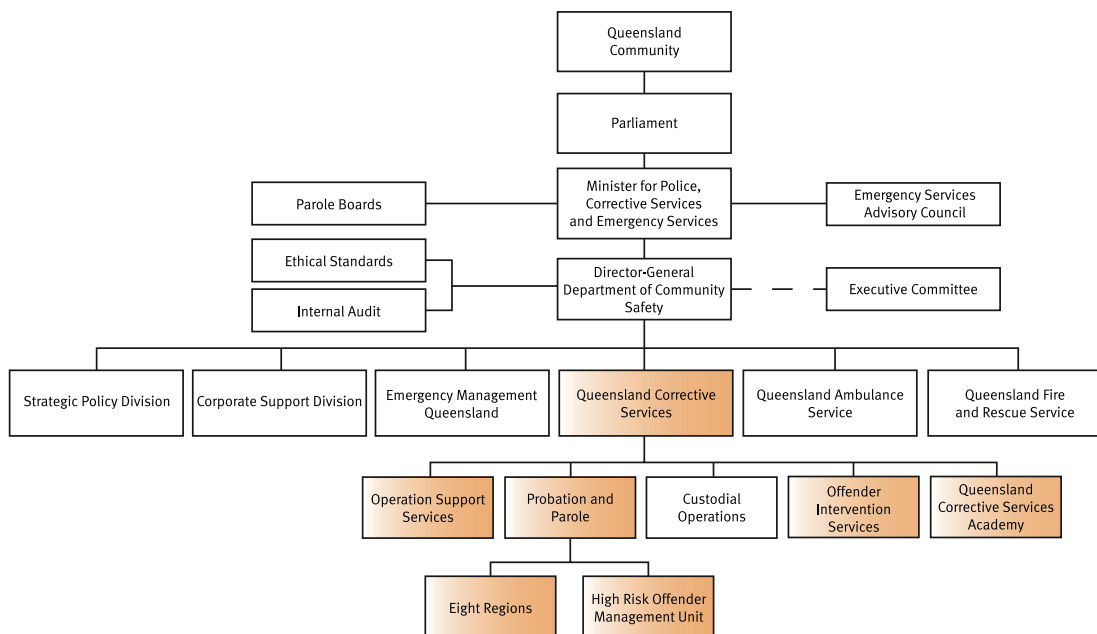 Queensland
Community
Parliament
Parole Boards
Minister for Police,
Corrective Services
and Emergency Services
Emergency Services
Advisory Council
Ethical Standards
Internal Audit
Director-General
Department of Community
Safety
Executive Committee
Strategic Policy Division
Corporate Support Division
Emergency Management
Queensland
Queensland Corrective
Services
Queensland Ambulance
Service
Queensland Fire
and Rescue Service
Operation Support
Services
Probation and
Parole
Custodial
Operations
Offender
Intervention
Services
Queensland
Corrective Services
Academy
Eight Regions
High Risk Offender
Management Unit